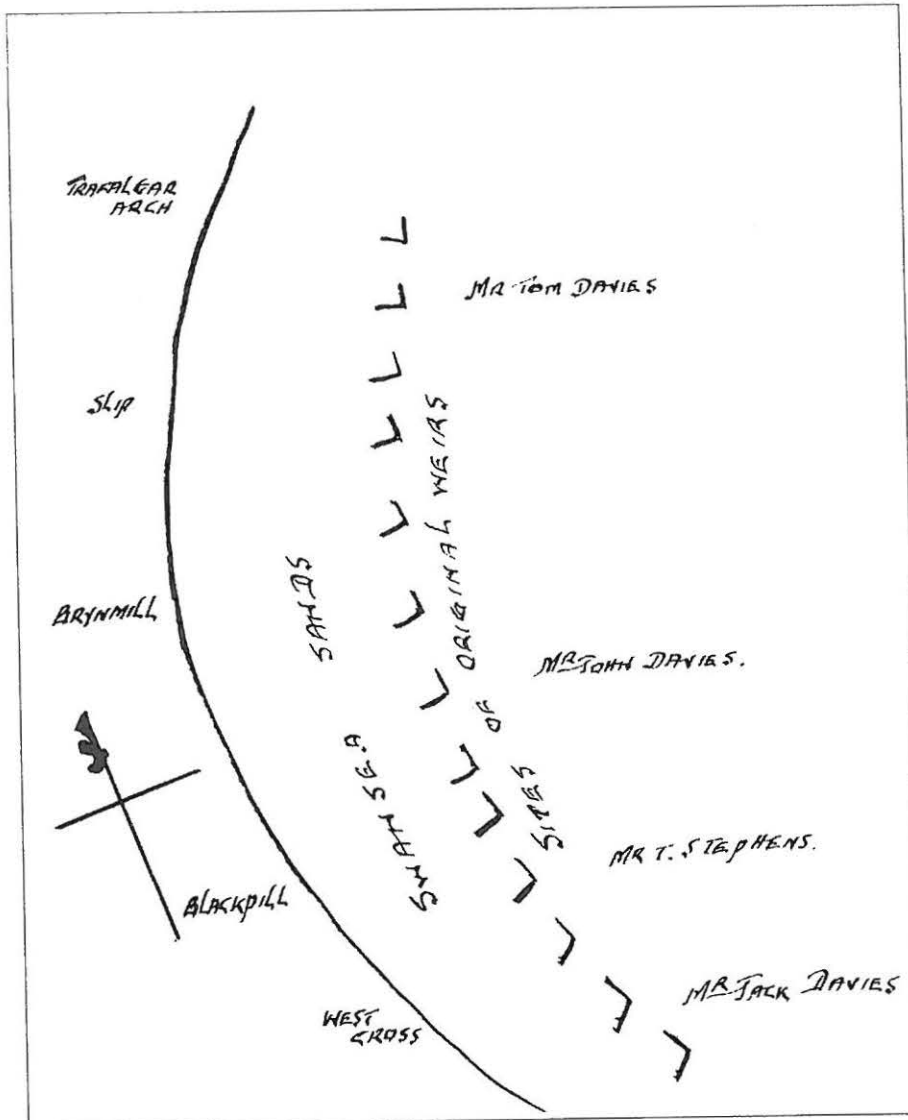 TRAFALGAR
ARCH
MR TOM DAVIES
SLIP
SITES OF ORIGINAL WEIRS
SWANSEA SANDS
BRYNMILL
MR JOHN DAVIES.
MR T. STEPHENS.
BLACKPILL
MR JACK DAVIES
WEST
CROSS